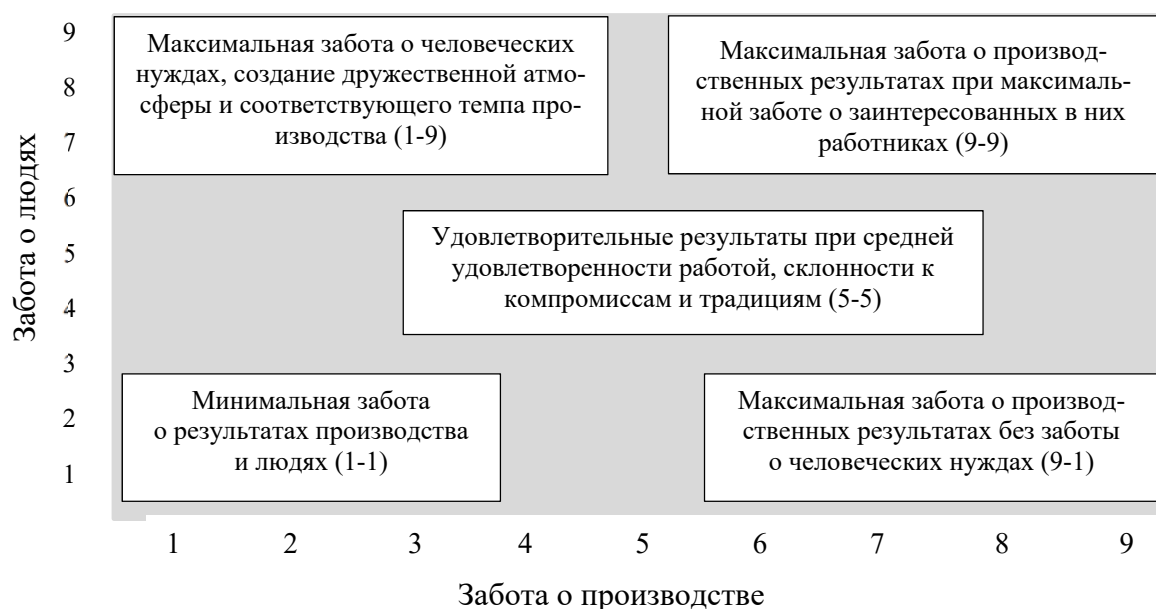 9
8
7
6
5
4
3
2
1
Забота о людях
Максимальная забота о человеческих
нуждах, создание дружественной атмо-
сферы и соответствующего темпа про-
изводства (1-9)
Максимальная забота о производ-
ственных результатах при максималь-
ной заботе о заинтересованных в них
работниках (9-9)
Удовлетворительные результаты при средней
удовлетворенности работой, склонности к
компромиссам и традициям (5-5)
Минимальная забота
о результатах производства
и людях (1-1)
Максимальная забота о производ-
ственных результатах без заботы
о человеческих нуждах (9-1)
1 2 3 4 5 6 7 8 9
Забота о производстве